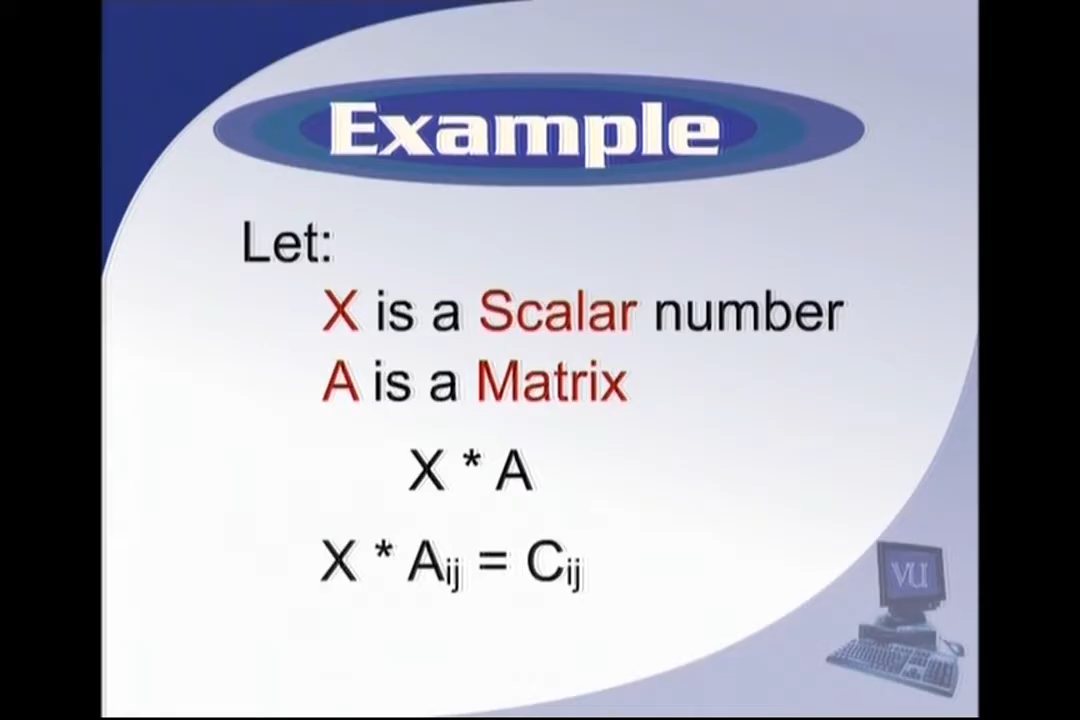 Example
Let:
X is a Scalar number
A is a Matrix
X * A
X * Aij = Cij
VU